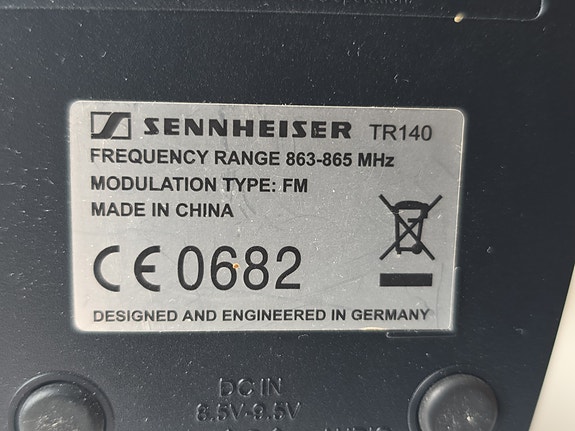 SENNHEISER TR140
FREQUENCY RANGE 863-865 MHz
MODULATION TYPE: FM
MADE IN CHINA
CE 0682
DESIGNED AND ENGINEERED IN GERMANY
DC IN
8.5V-9.5V